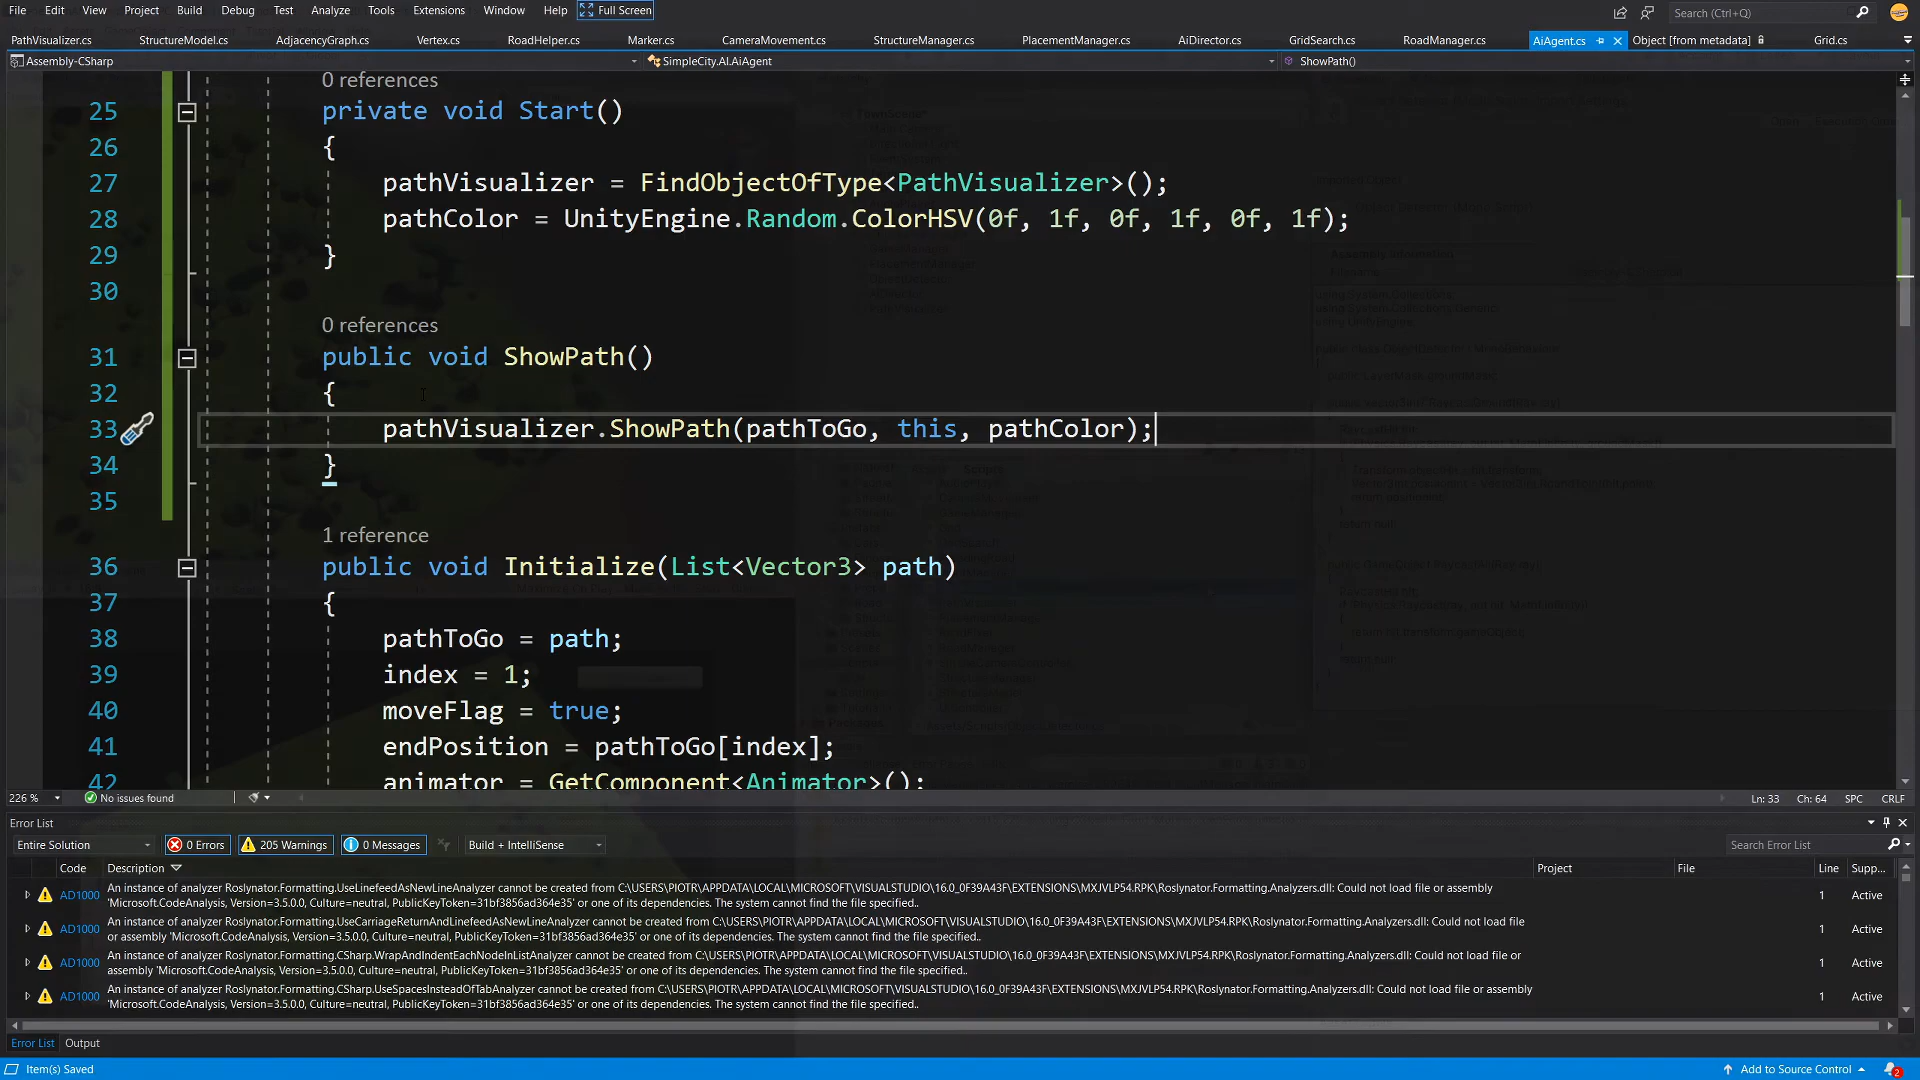 File Edit View Project Build Debug Test Analyze Tools Extensions Window Help Full Screen Search (Ctrl+Q)
PathVisualizer.cs StructureModel.cs AdjacencyGraph.cs Vertex.cs RoadHelper.cs Marker.cs CameraMovement.cs StructureManager.cs PlacementManager.cs AiDirector.cs GridSearch.cs RoadManager.cs AiAgent.cs Object [from metadata] Grid.cs
Assembly-CSharp SimpleCity.AI.AiAgent ShowPath()
0 references
25 private void Start()
26 {
27 pathVisualizer = FindObjectOfType<PathVisualizer>();
28 pathColor = UnityEngine.Random.ColorHSV(0f, 1f, 0f, 1f, 0f, 1f);
29 }
30
0 references
31 public void ShowPath()
32 {
33 pathVisualizer.ShowPath(pathToGo, this, pathColor);
34 }
35
1 reference
36 public void Initialize(List<Vector3> path)
37 {
38 pathToGo = path;
39 index = 1;
40 moveFlag = true;
41 endPosition = pathToGo[index];
42 animator = GetComponent<Animator>();
226 % No issues found Ln: 33 Ch: 64 SPC CRLF
Error List
Entire Solution 0 Errors 205 Warnings 0 Messages Build + IntelliSense Search Error List
Code Description Project File Line Supp...
AD1000 An instance of analyzer Roslynator.Formatting.UseLinefeedAsNewLineAnalyzer cannot be created from C:\USERS\PIOTR\APPDATA\LOCAL\MICROSOFT\VISUALSTUDIO\16.0_0F39A43F\EXTENSIONS\MXJVLP54.RPK\Roslynator.Formatting.Analyzers.dll: Could not load file or assembly 1 Active
'Microsoft.CodeAnalysis, Version=3.5.0.0, Culture=neutral, PublicKeyToken=31bf3856ad364e35' or one of its dependencies. The system cannot find the file specified..
AD1000 An instance of analyzer Roslynator.Formatting.UseCarriageReturnAndLinefeedAsNewLineAnalyzer cannot be created from C:\USERS\PIOTR\APPDATA\LOCAL\MICROSOFT\VISUALSTUDIO\16.0_0F39A43F\EXTENSIONS\MXJVLP54.RPK\Roslynator.Formatting.Analyzers.dll: Could not load file 1 Active
or assembly 'Microsoft.CodeAnalysis, Version=3.5.0.0, Culture=neutral, PublicKeyToken=31bf3856ad364e35' or one of its dependencies. The system cannot find the file specified..
AD1000 An instance of analyzer Roslynator.Formatting.CSharp.WrapAndIndentEachNodeInListAnalyzer cannot be created from C:\USERS\PIOTR\APPDATA\LOCAL\MICROSOFT\VISUALSTUDIO\16.0_0F39A43F\EXTENSIONS\MXJVLP54.RPK\Roslynator.Formatting.Analyzers.dll: Could not load file or 1 Active
assembly 'Microsoft.CodeAnalysis, Version=3.5.0.0, Culture=neutral, PublicKeyToken=31bf3856ad364e35' or one of its dependencies. The system cannot find the file specified..
AD1000 An instance of analyzer Roslynator.Formatting.CSharp.UseSpacesInsteadOfTabAnalyzer cannot be created from C:\USERS\PIOTR\APPDATA\LOCAL\MICROSOFT\VISUALSTUDIO\16.0_0F39A43F\EXTENSIONS\MXJVLP54.RPK\Roslynator.Formatting.Analyzers.dll: Could not load file or assembly 1 Active
'Microsoft.CodeAnalysis, Version=3.5.0.0, Culture=neutral, PublicKeyToken=31bf3856ad364e35' or one of its dependencies. The system cannot find the file specified..
Error List Output
Item(s) Saved Add to Source Control 2